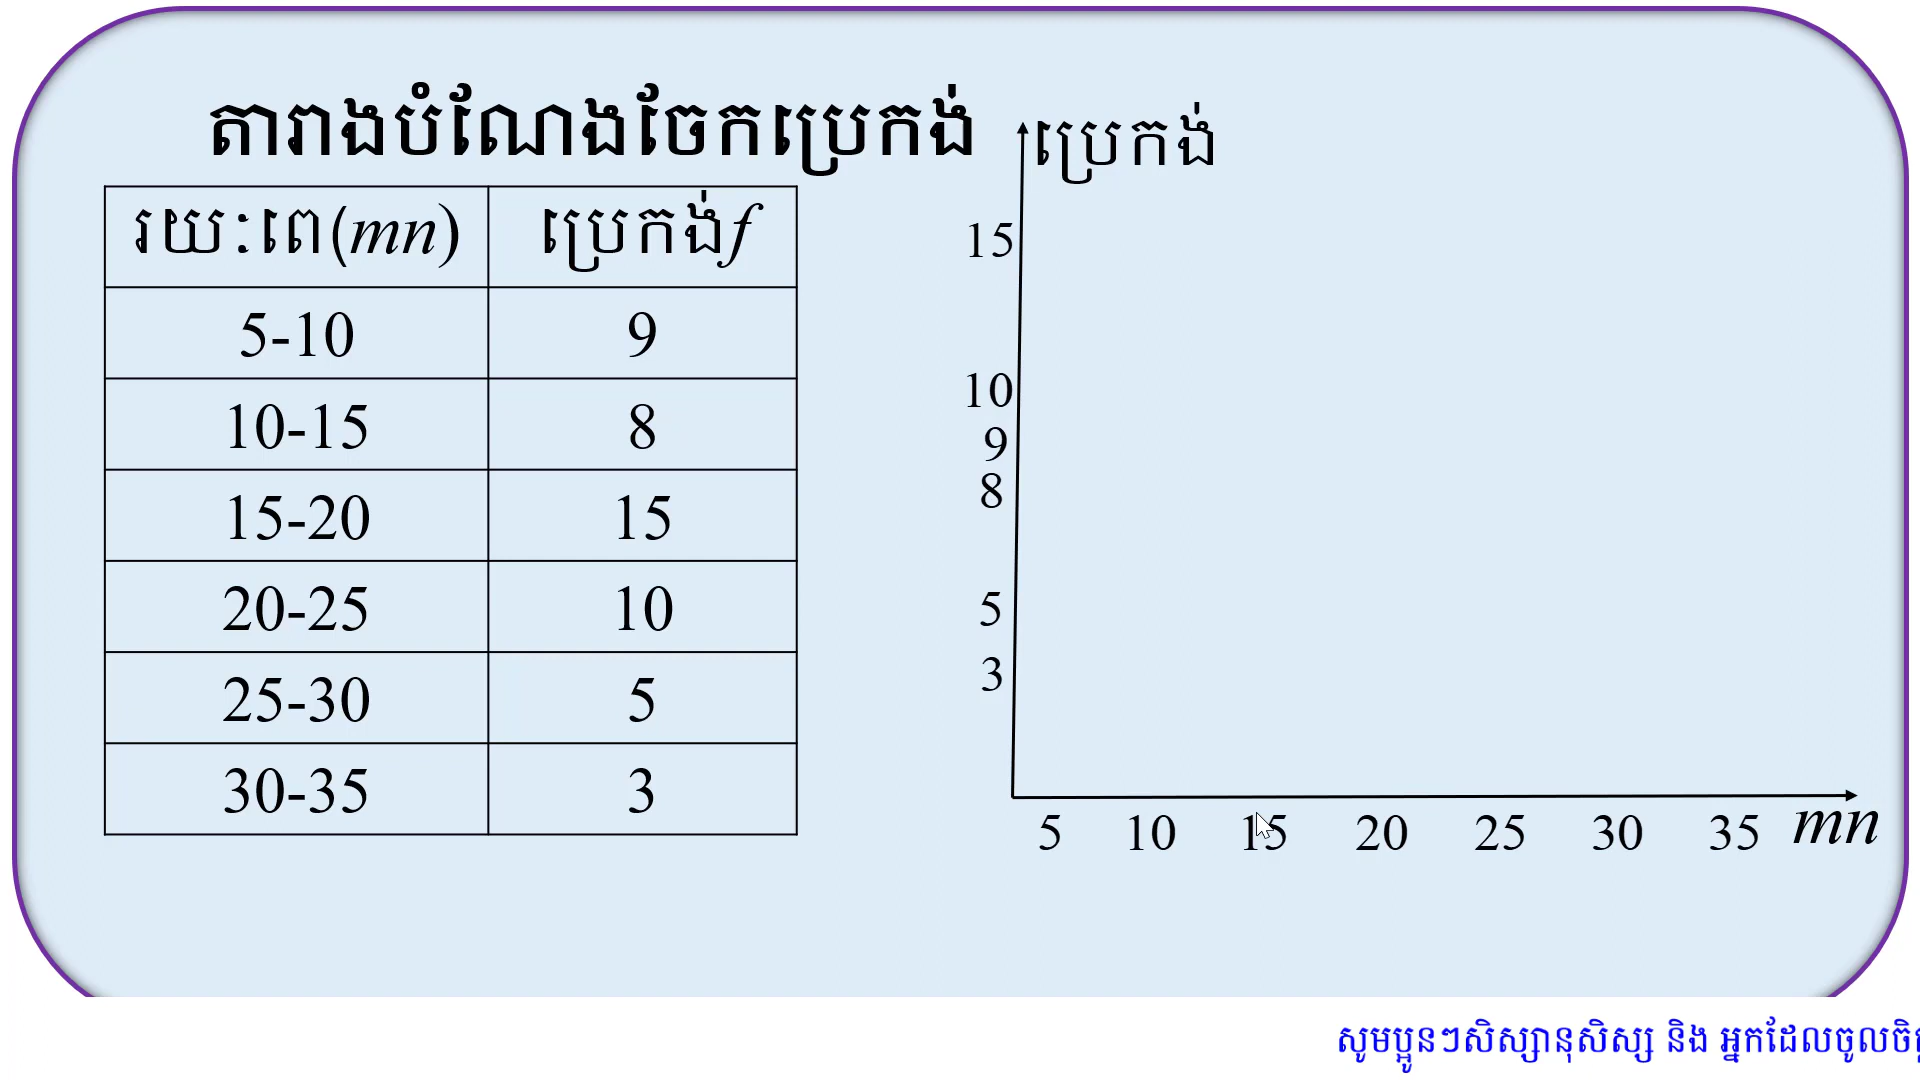 តារាងបំណែងចែកប្រេកង់
រយៈពេ(mn) ប្រេកង់f
5-10 9
10-15 8
15-20 15
20-25 10
25-30 5
30-35 3
ប្រេកង់
15
10
9
8
5
3
5 10 15 20 25 30 35 mn
សូមប្អូនៗសិស្សានុសិស្ស និង អ្នកដែលចូលចិត្ត